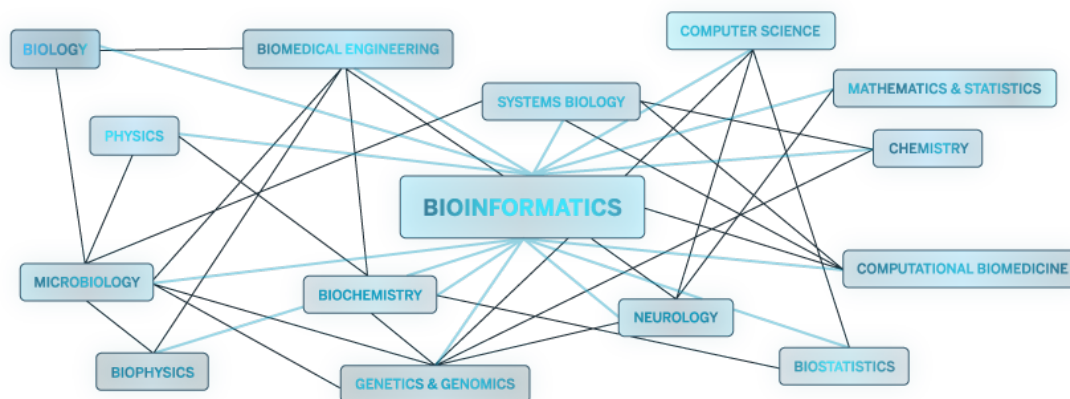 BIOLOGY
BIOMEDICAL ENGINEERING
COMPUTER SCIENCE
SYSTEMS BIOLOGY
MATHEMATICS & STATISTICS
PHYSICS
CHEMISTRY
BIOINFORMATICS
MICROBIOLOGY
BIOCHEMISTRY
COMPUTATIONAL BIOMEDICINE
NEUROLOGY
BIOPHYSICS
GENETICS & GENOMICS
BIOSTATISTICS